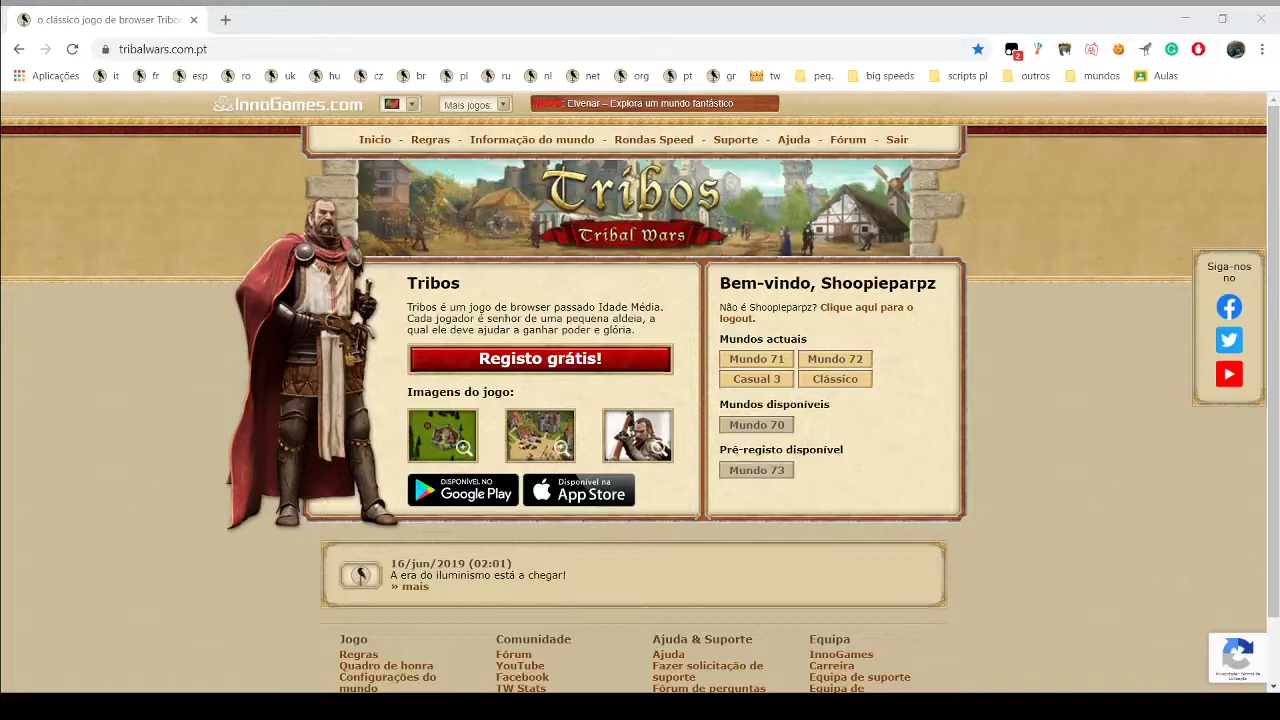 o clássico jogo de browser Tribos
tribalwars.com.pt
2
Aplicações it fr esp ro uk hu cz br pl ru nl net org pt gr tw peq. big speeds scripts pl outros mundos Aulas
InnoGames.com
Mais jogos:
Elvenar – Explora um mundo fantástico
Inicio - Regras - Informação do mundo - Rondas Speed - Suporte - Ajuda - Fórum - Sair
Tribos
Tribal Wars
Tribos
Tribos é um jogo de browser passado Idade Média.
Cada jogador é senhor de uma pequena aldeia, a
qual ele deve ajudar a ganhar poder e glória.
Registo grátis!
Imagens do jogo:
DISPONÍVEL NO
Google Play
Disponível na
App Store
Bem-vindo, Shoopieparpz
Não é Shoopieparpz? Clique aqui para o
logout.
Mundos actuais
Mundo 71 Mundo 72
Casual 3 Clássico
Mundos disponíveis
Mundo 70
Pré-registo disponível
Mundo 73
Siga-nos
no
16/jun/2019 (02:01)
A era do iluminismo está a chegar!
» mais
Jogo
Regras
Quadro de honra
Configurações do
mundo
Comunidade
Fórum
YouTube
Facebook
TW Stats
Ajuda & Suporte
Ajuda
Fazer solicitação de
suporte
Fórum de perguntas
Equipa
InnoGames
Carreira
Equipa de suporte
Equipa de